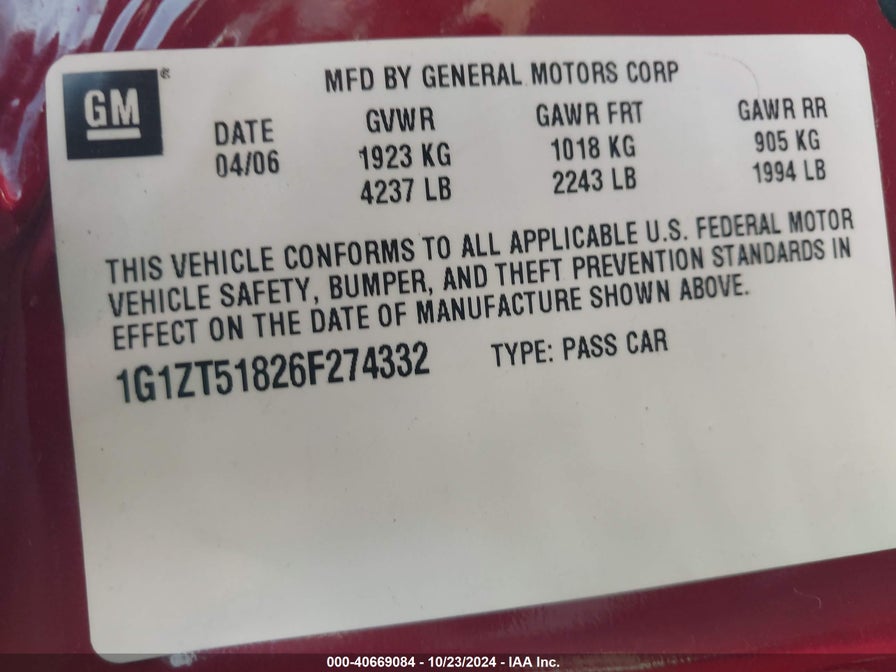 GM®
MFD BY GENERAL MOTORS CORP
DATE GVWR GAWR FRT GAWR RR
04/06 1923 KG 1018 KG 905 KG
4237 LB 2243 LB 1994 LB
THIS VEHICLE CONFORMS TO ALL APPLICABLE U.S. FEDERAL MOTOR
VEHICLE SAFETY, BUMPER, AND THEFT PREVENTION STANDARDS IN
EFFECT ON THE DATE OF MANUFACTURE SHOWN ABOVE.
1G1ZT51826F274332 TYPE: PASS CAR
000-40669084 - 10/23/2024 - IAA Inc.